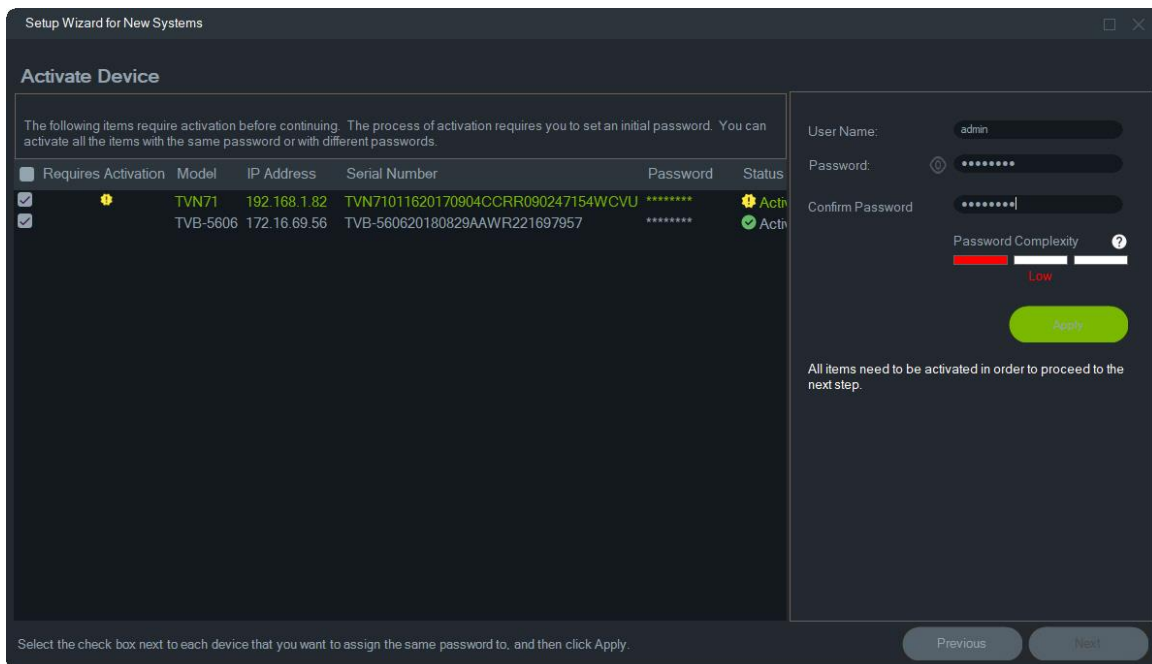 Setup Wizard for New Systems
Activate Device
The following items require activation before continuing. The process of activation requires you to set an initial password. You can
activate all the items with the same password or with different passwords.
Requires Activation Model IP Address Serial Number Password Status
TVN71 192.168.1.82 TVN71011620170904CCRR090247154WCVU ******** Activ
TVB-5606 172.16.69.56 TVB-560620180829AAWR221697957 ******** Activ
User Name: admin
Password: ••••••••
Confirm Password ••••••••
Password Complexity ?
Low
Apply
All items need to be activated in order to proceed to the
next step.
Select the check box next to each device that you want to assign the same password to, and then click Apply.
Previous Next